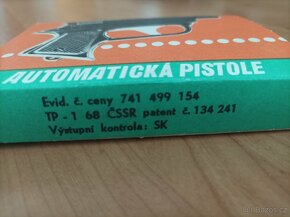 AUTOMATICKÁ PISTOLE
Evid. č. ceny 741 499 154
TP - 1 68 ČSSR patent č. 134 241
Výstupní kontrola: SK